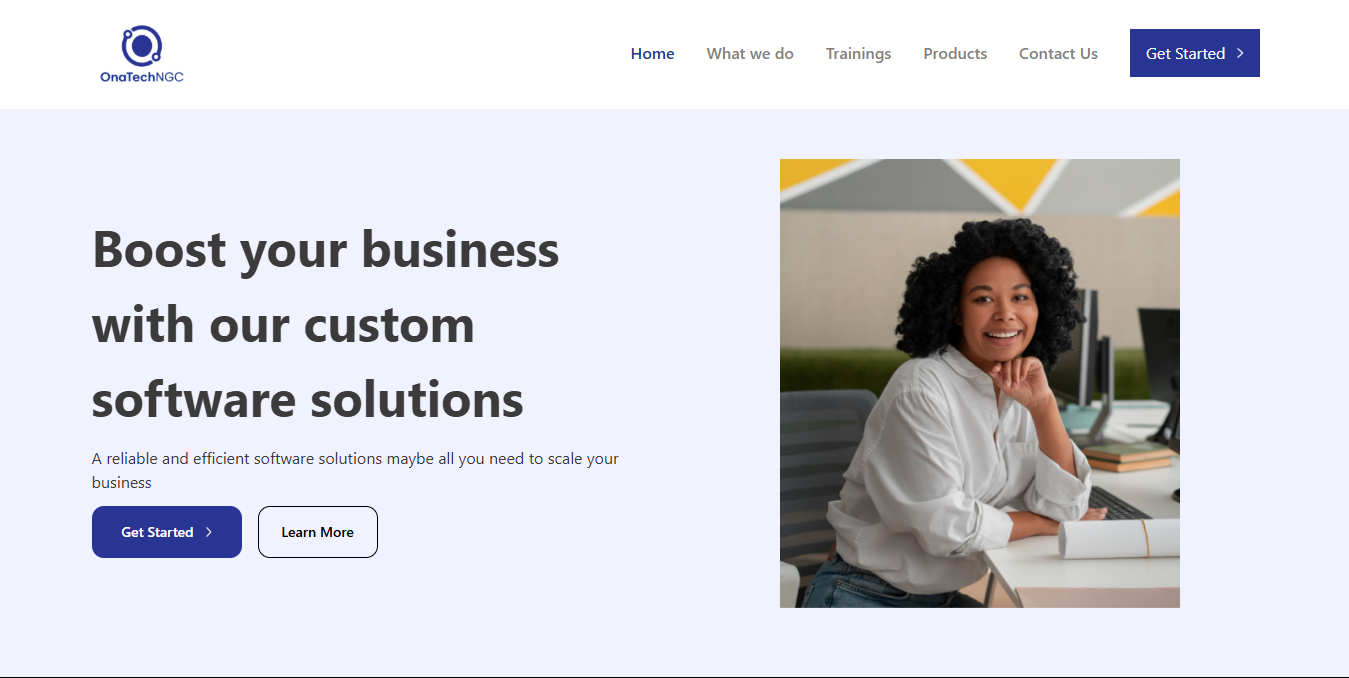 OnaTechNGC
Home
What we do
Trainings
Products
Contact Us
Get Started
Boost your business
with our custom
software solutions
A reliable and efficient software solutions maybe all you need to scale your
business
Get Started
Learn More